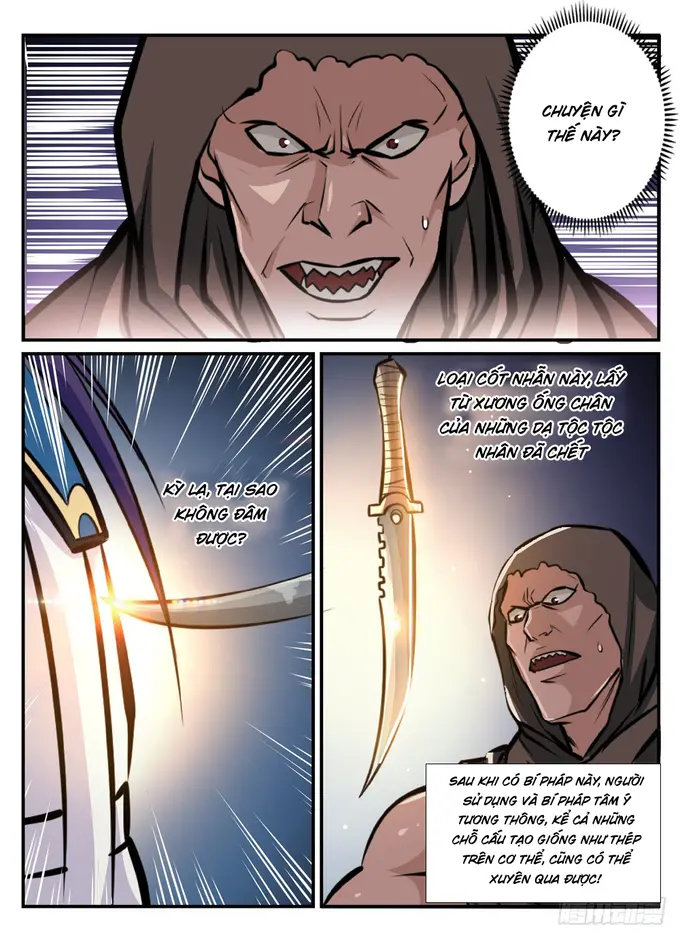 CHUYỆN GÌ
THẾ NÀY?
KỲ LẠ, TẠI SAO
KHÔNG ĐÂM
ĐƯỢC?
LOẠI CỐT NHẪN NÀY, LẤY
TỪ XƯƠNG ỐNG CHÂN
CỦA NHỮNG DẠ TỘC TỘC
NHÂN ĐÃ CHẾT
SAU KHI CÓ BÍ PHÁP NÀY, NGƯỜI
SỬ DỤNG VÀ BÍ PHÁP TÂM Ý
TƯƠNG THÔNG, KỂ CẢ NHỮNG
CHỖ CẤU TẠO GIỐNG NHƯ THÉP
TRÊN CƠ THỂ, CŨNG CÓ THỂ
XUYÊN QUA ĐƯỢC!